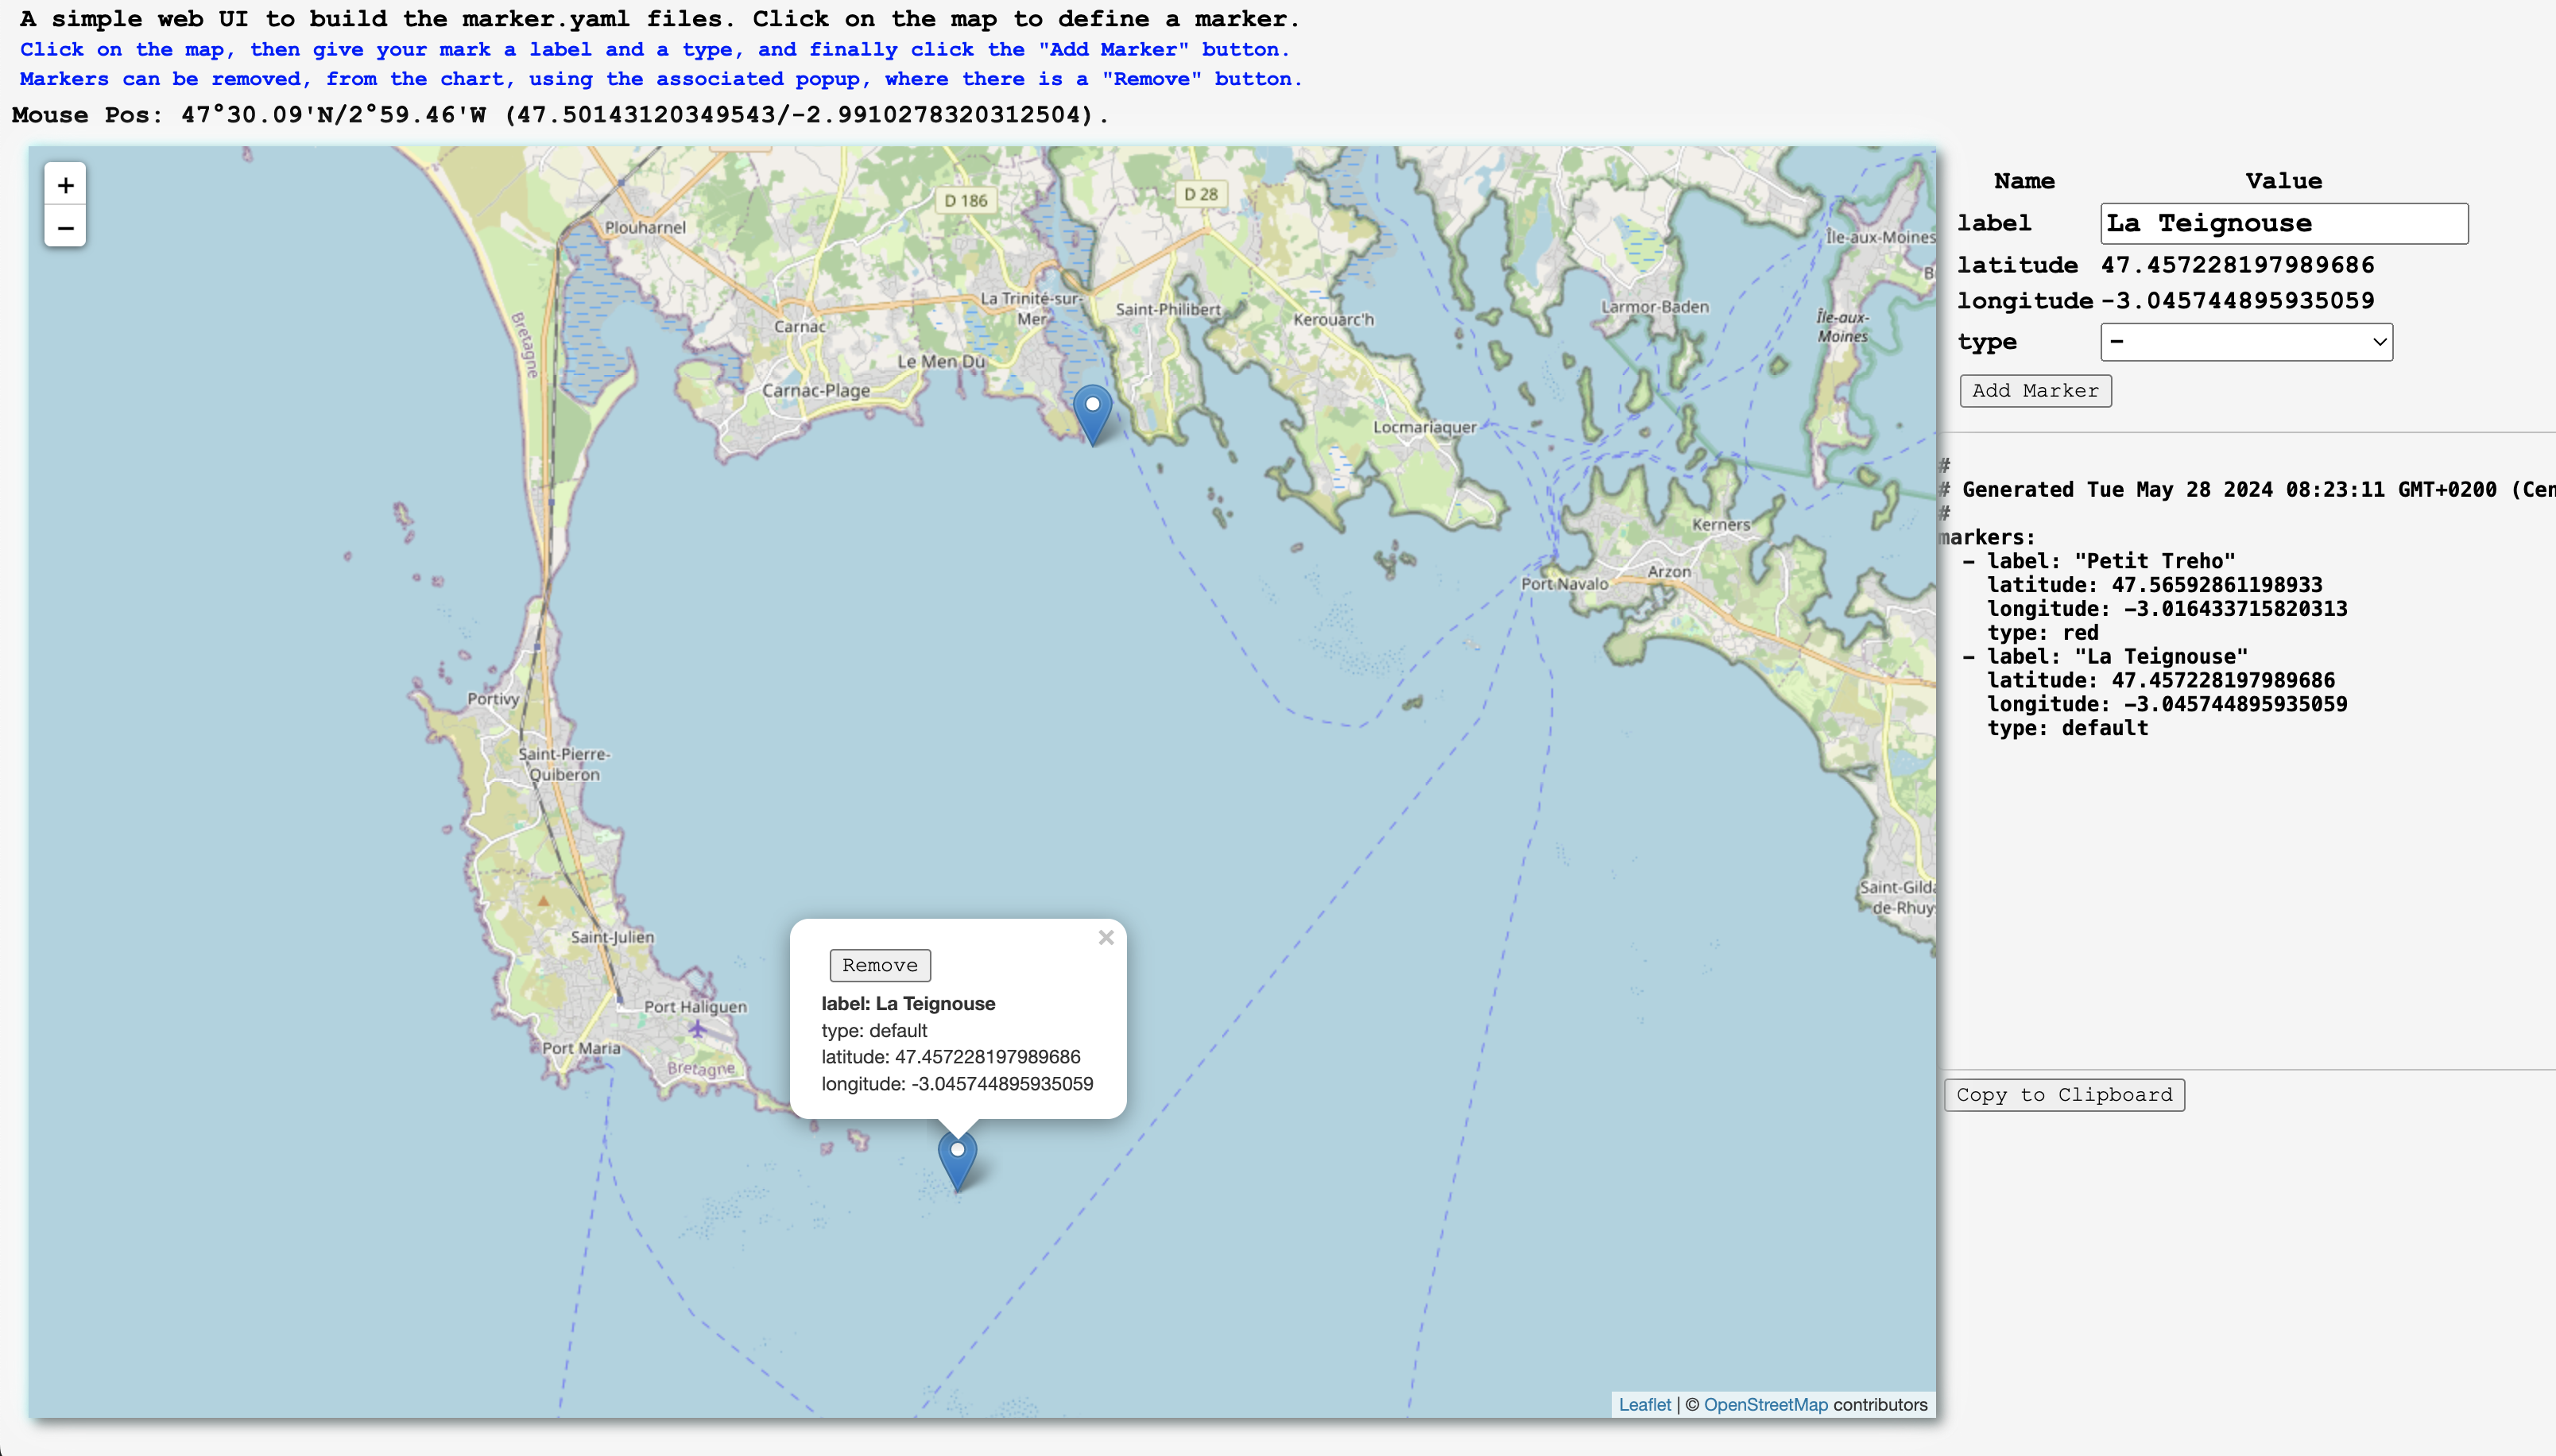 A simple web UI to build the marker.yaml files. Click on the map to define a marker.
Click on the map, then give your mark a label and a type, and finally click the "Add Marker" button.
Markers can be removed, from the chart, using the associated popup, where there is a "Remove" button.
Mouse Pos: 47°30.09'N/2°59.46'W (47.50143120349543/-2.9910278320312504).
+
−
D 186
D 28
Plouharnel
Île-aux-Moines
La Trinité-sur-
Mer
Saint-Philibert
Kerouarc'h
Larmor-Baden
Île-aux-
Moines
Bretagne
Carnac
Le Men Du
Carnac-Plage
Locmariaquer
Kerners
Port Navalo
Arzon
Portivy
Saint-Pierre-
Quiberon
Saint-Gilda
de-Rhuy
Saint-Julien
Port Haliguen
Port Maria
Bretagne
×
Remove
label: La Teignouse
type: default
latitude: 47.457228197989686
longitude: -3.045744895935059
Leaflet | © OpenStreetMap contributors
Name Value
label La Teignouse
latitude 47.457228197989686
longitude -3.045744895935059
type –
Add Marker
#
# Generated Tue May 28 2024 08:23:11 GMT+0200 (Cen
#
markers:
  - label: "Petit Treho"
    latitude: 47.56592861198933
    longitude: -3.016433715820313
    type: red
  - label: "La Teignouse"
    latitude: 47.457228197989686
    longitude: -3.045744895935059
    type: default
Copy to Clipboard